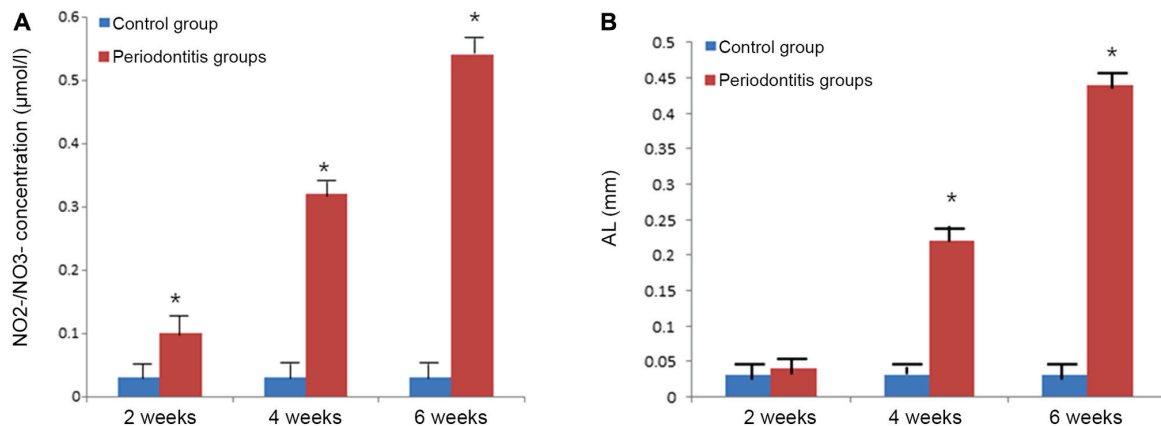 A
Control group
Periodontitis groups
NO2-/NO3- concentration (µmol/l)
0.6
0.5
0.4
0.3
0.2
0.1
0
*
*
*
2 weeks
4 weeks
6 weeks
B
Control group
Periodontitis groups
AL (mm)
0.5
0.45
0.4
0.35
0.3
0.25
0.2
0.15
0.1
0.05
0
*
*
2 weeks
4 weeks
6 weeks